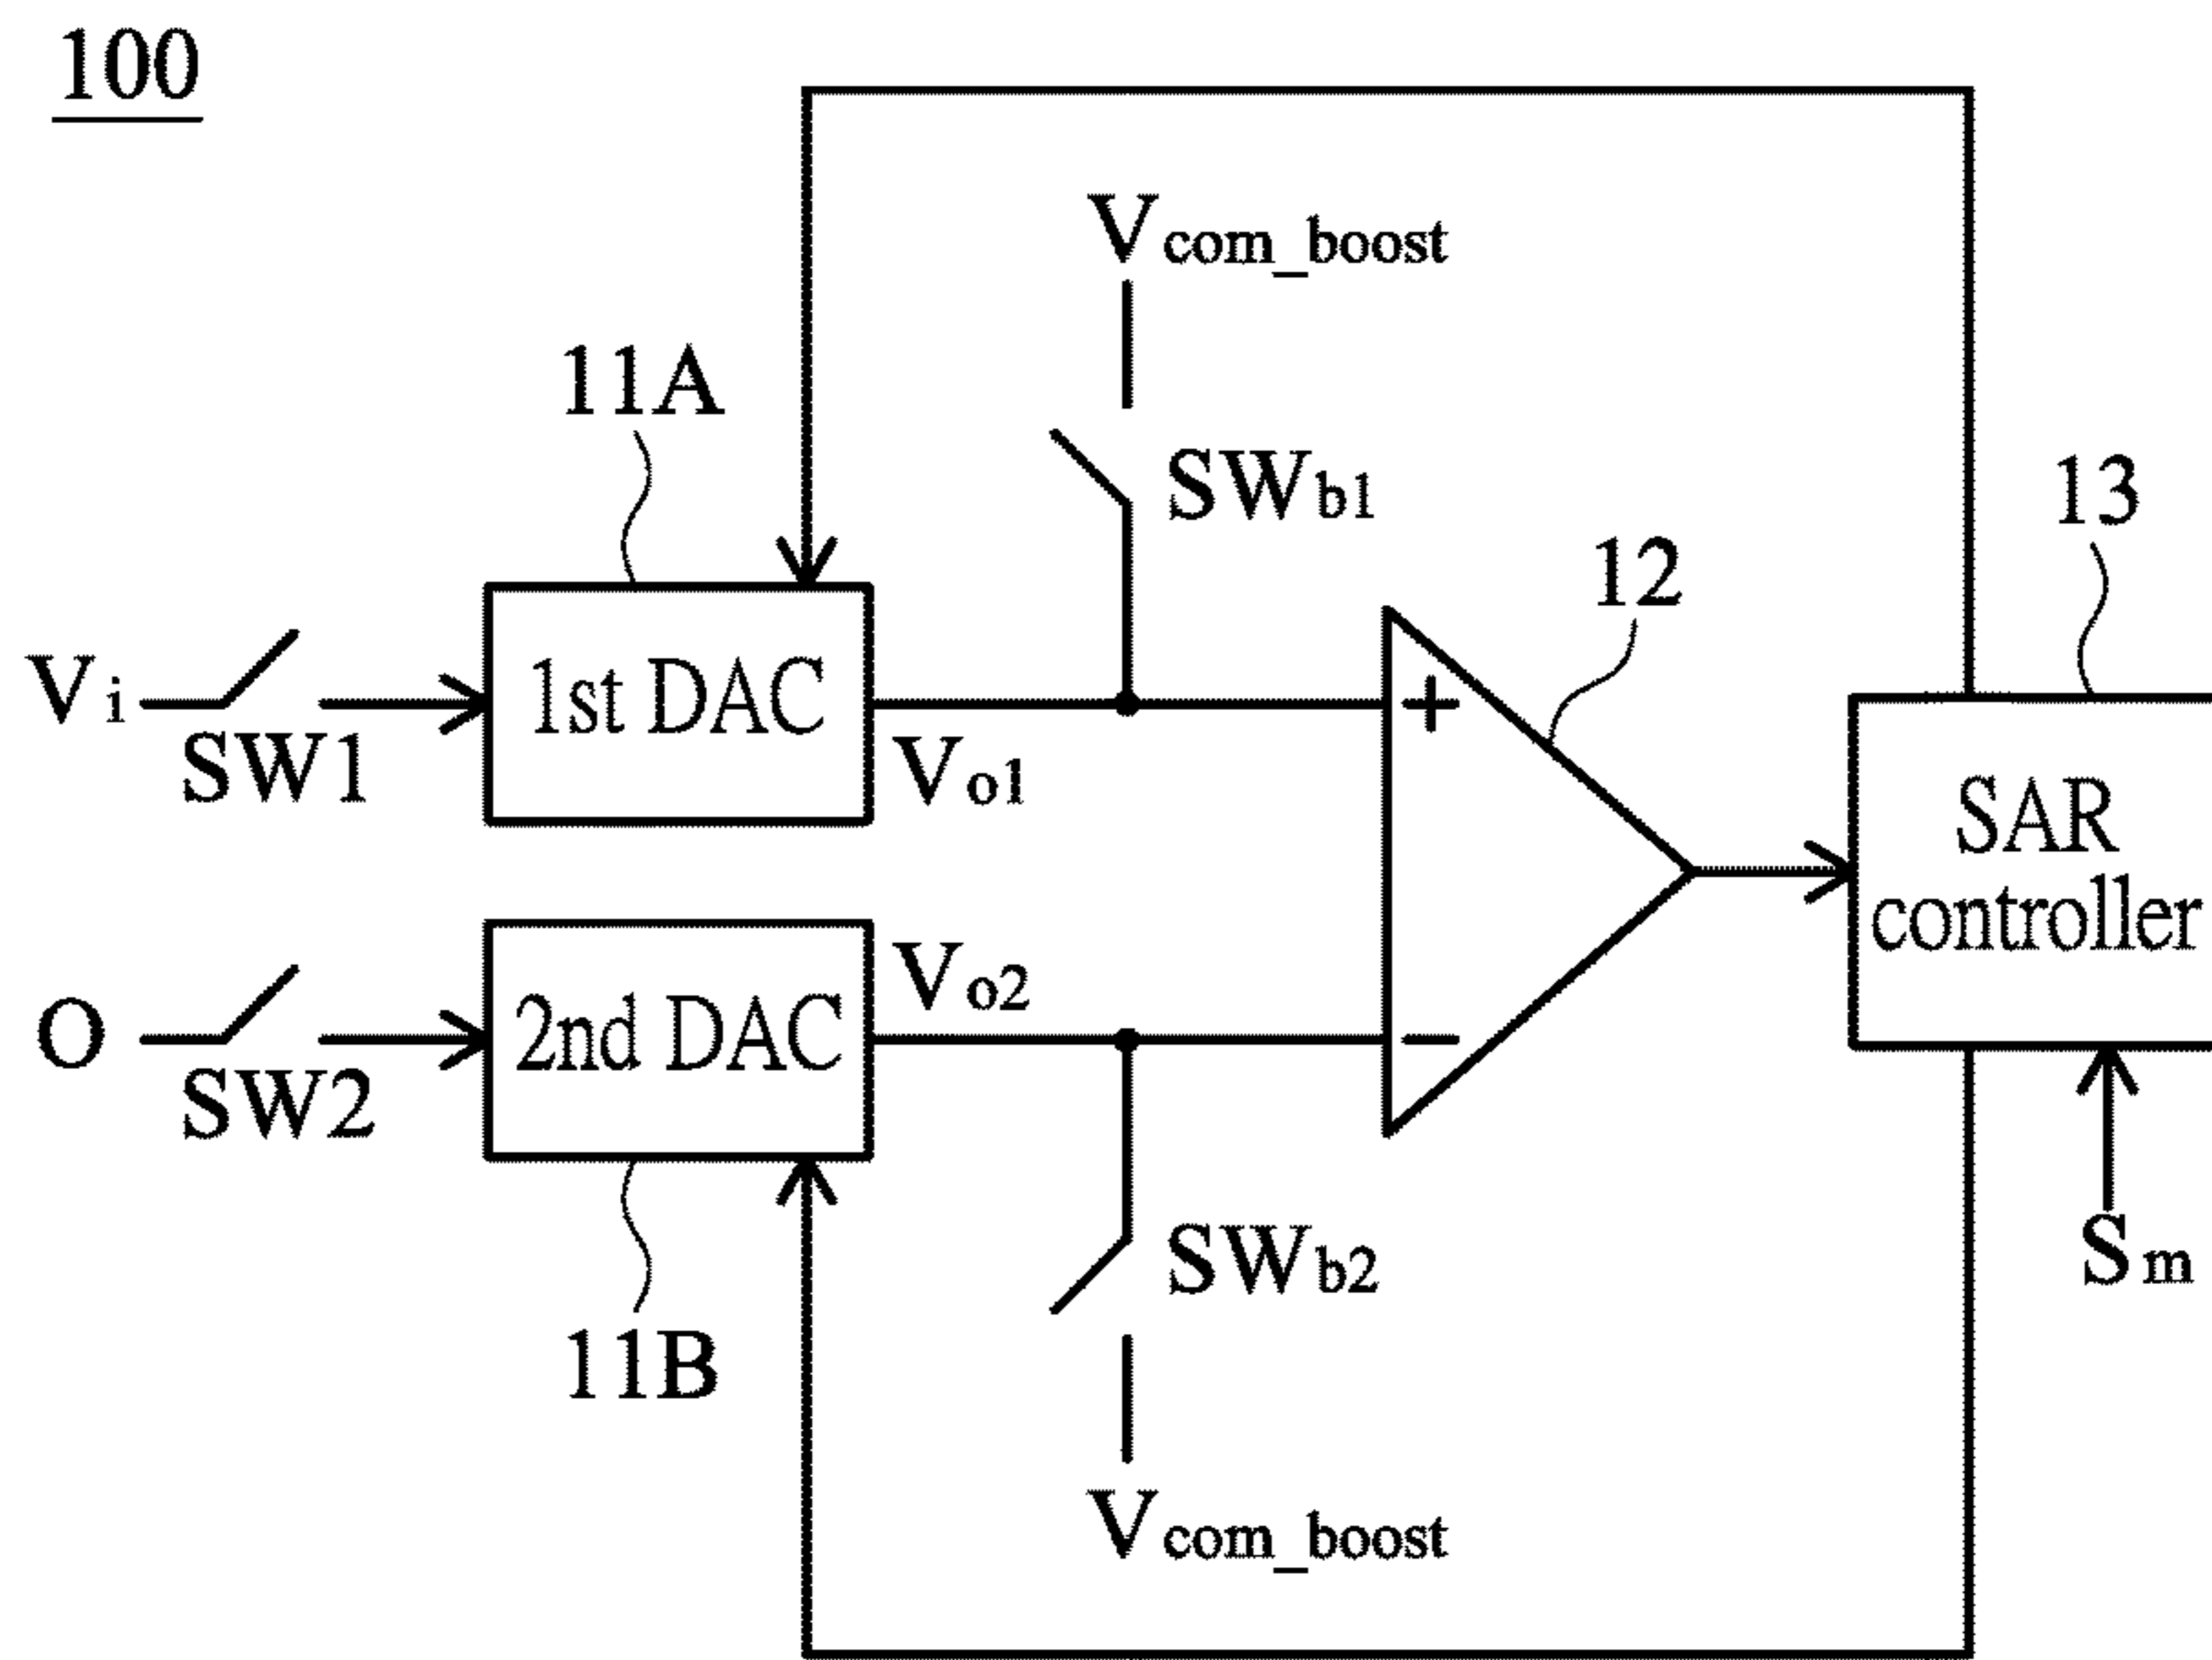 100
Vcom_boost
11A
SWb1
13
12
Vi
1st DAC
SW1
Vo1
SAR
controller
Vo2
O
2nd DAC
SW2
SWb2
Sm
11B
Vcom_boost
+
−